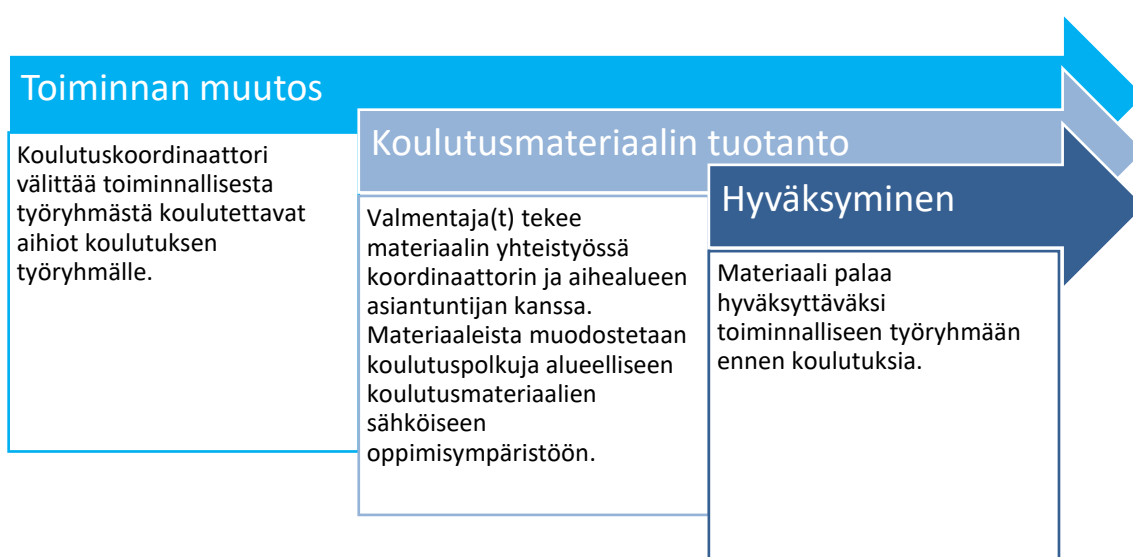 Toiminnan muutos
Koulutuskoordinaattori
välittää toiminnallisesta
työryhmästä koulutettavat
aihiot koulutuksen
työryhmälle.
Koulutusmateriaalin tuotanto
Valmentaja(t) tekee
materiaalin yhteistyössä
koordinaattorin ja aihealueen
asiantuntijan kanssa.
Materiaaleista muodostetaan
koulutuspolkuja alueelliseen
koulutusmateriaalien
sähköiseen
oppimisympäristöön.
Hyväksyminen
Materiaali palaa
hyväksyttäväksi
toiminnalliseen työryhmään
ennen koulutuksia.